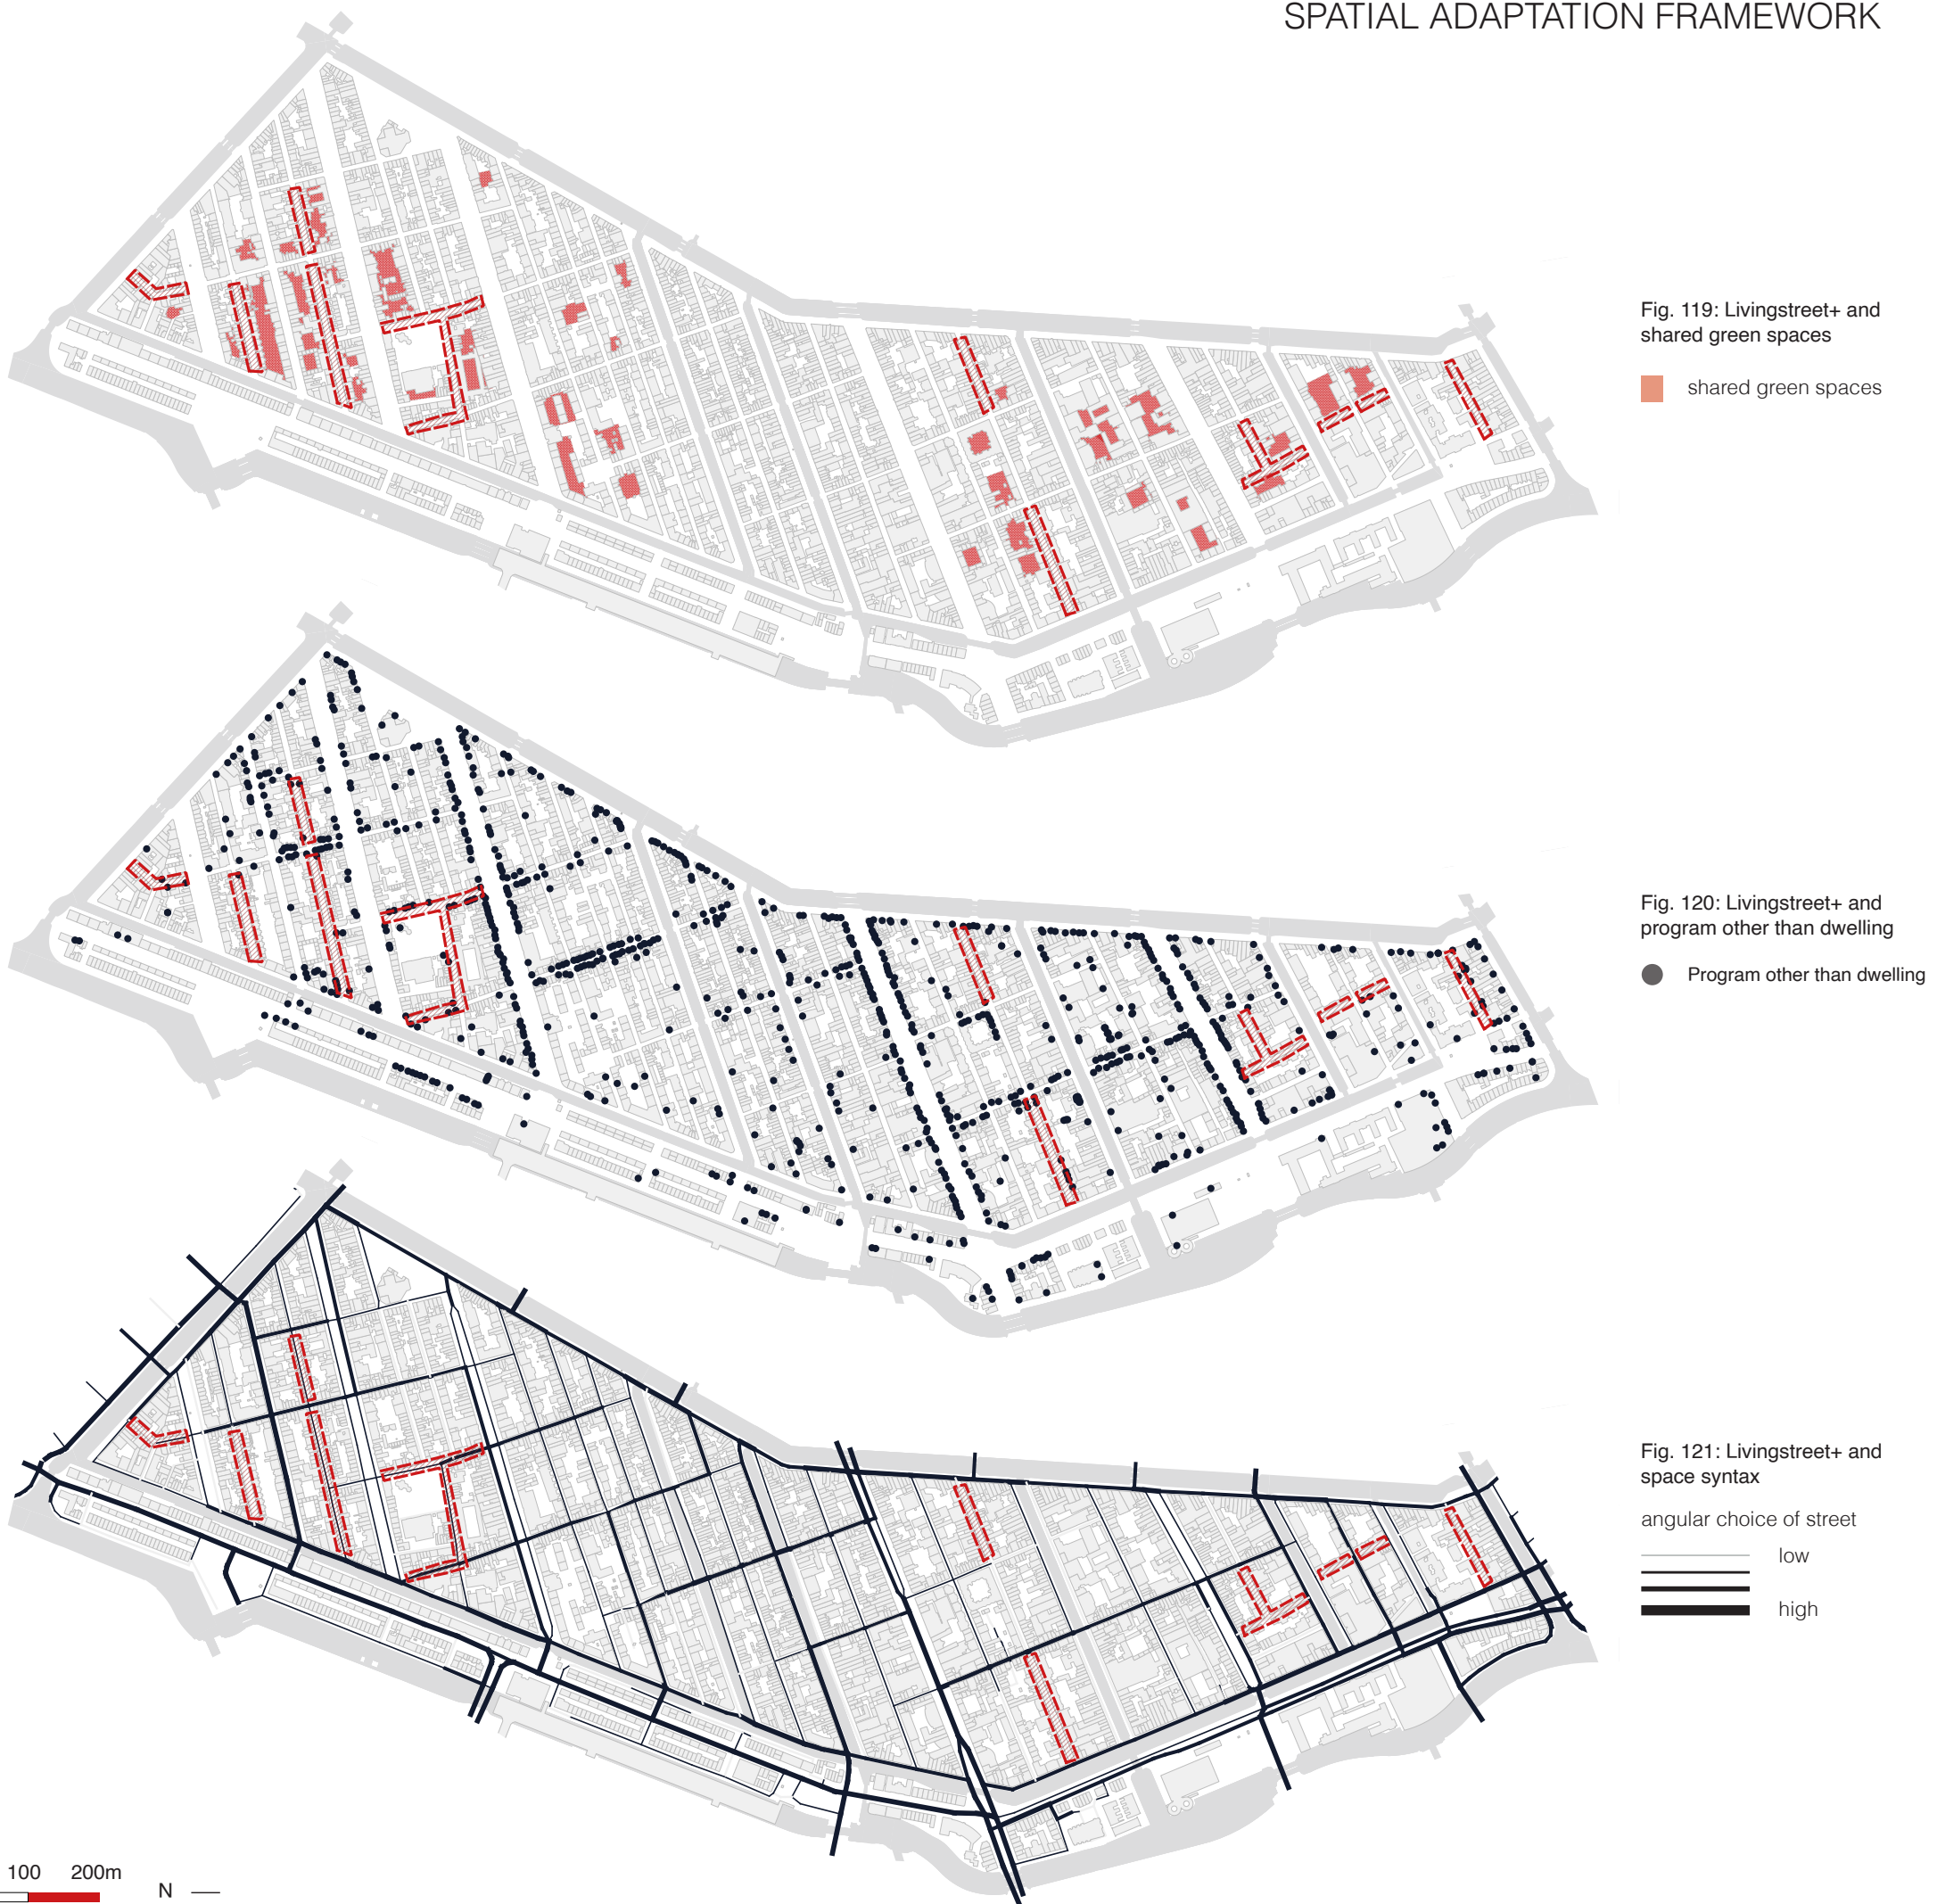 SPATIAL ADAPTATION FRAMEWORK
Fig. 119: Livingstreet+ and
shared green spaces
shared green spaces
Fig. 120: Livingstreet+ and
program other than dwelling
Program other than dwelling
Fig. 121: Livingstreet+ and
space syntax
angular choice of street
low
high
100 200m
N